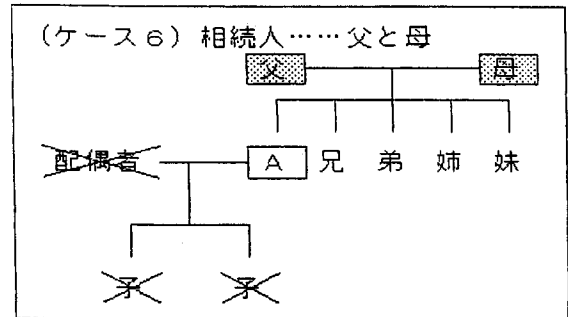 (ケース6) 相続人……父と母
父 母
配偶者 A 兄 弟 姉 妹
子 子